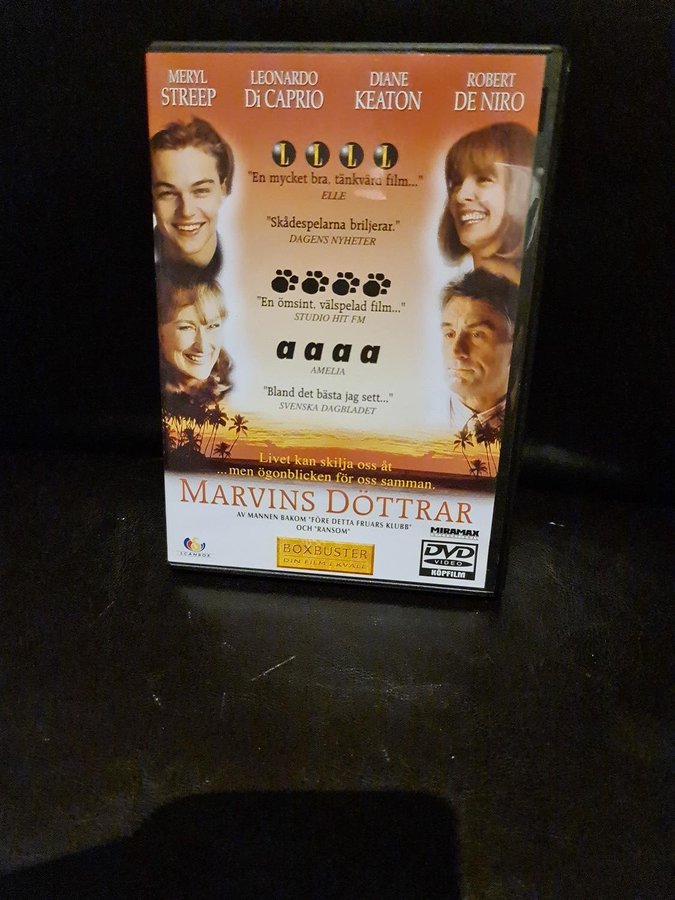 MERYL
STREEP
LEONARDO
Di CAPRIO
DIANE
KEATON
ROBERT
DE NIRO
L L L L
"En mycket bra, tänkvärd film..."
ELLE
"Skådespelarna briljerar."
DAGENS NYHETER
"En ömsint, välspelad film..."
STUDIO HIT FM
a a a a
AMELIA
"Bland det bästa jag sett..."
SVENSKA DAGBLADET
Livet kan skilja oss åt
...men ögonblicken för oss samman.
MARVINS DÖTTRAR
AV MANNEN BAKOM "FÖRE DETTA FRUARS KLUBB"
OCH "RANSOM"
SCANBOX
BOXBUSTER
DIN FILM I KVÄLL
MIRAMAX
DVD
VIDEO
KÖPFILM